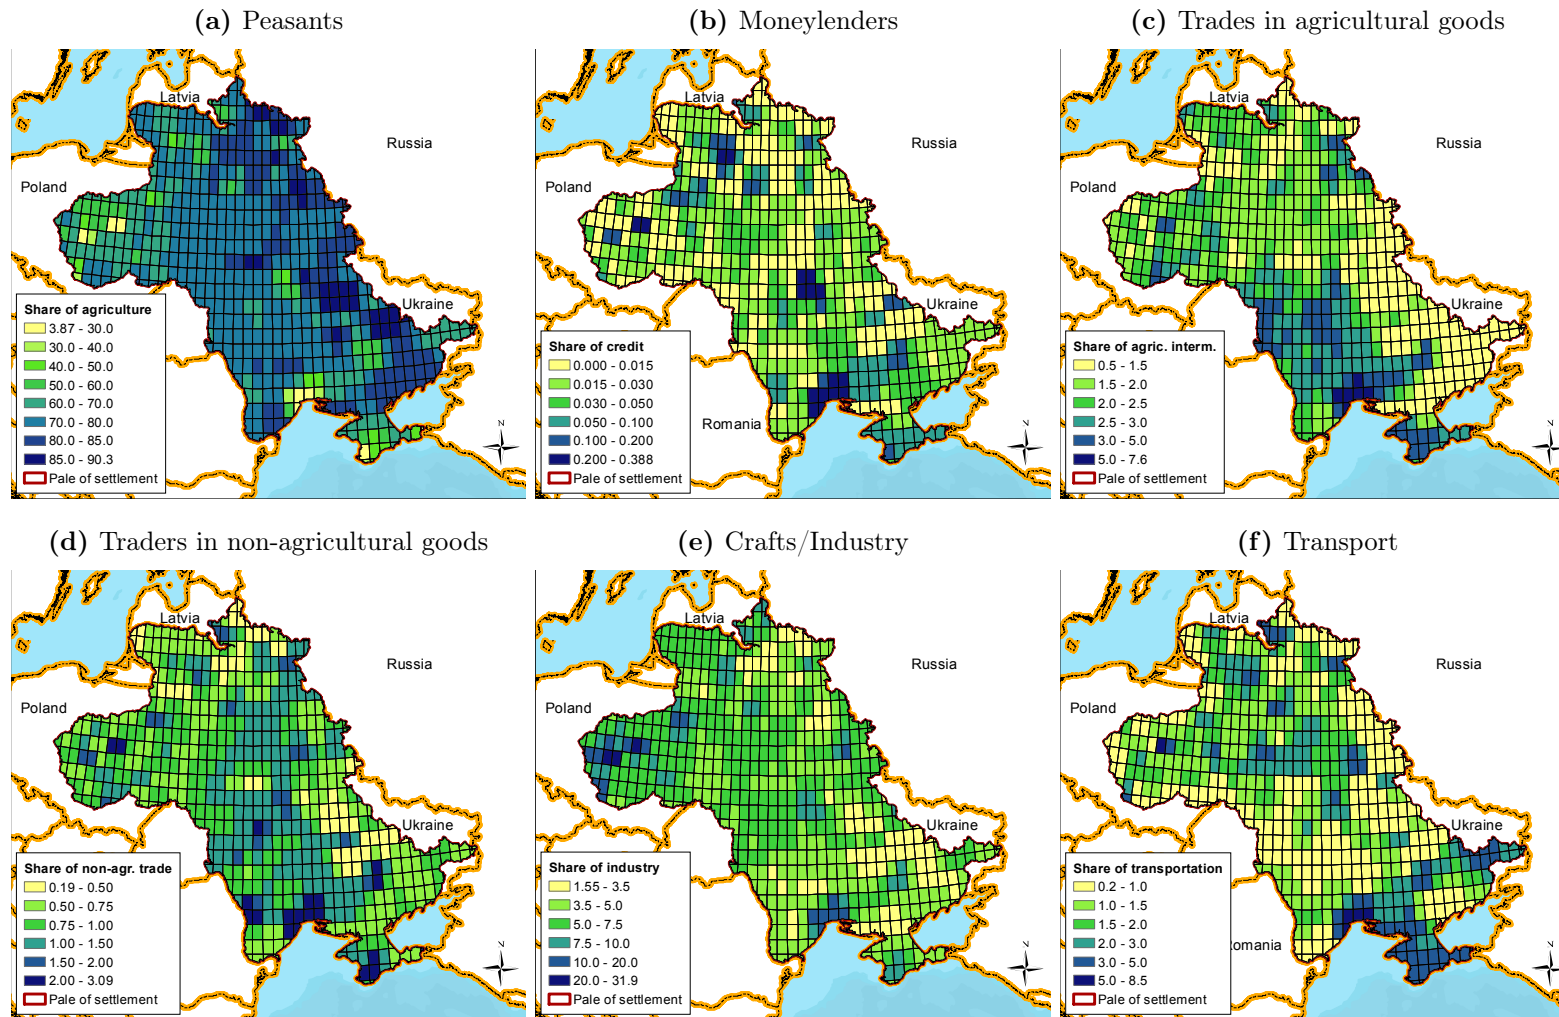 (a) Peasants
(b) Moneylenders
(c) Trades in agricultural goods
Latvia
Russia
Poland
Ukraine
Share of agriculture
3.87 - 30.0
30.0 - 40.0
40.0 - 50.0
50.0 - 60.0
60.0 - 70.0
70.0 - 80.0
80.0 - 85.0
85.0 - 90.3
Pale of settlement
N
Latvia
Russia
Poland
Ukraine
Share of credit
0.000 - 0.015
0.015 - 0.030
0.030 - 0.050
0.050 - 0.100
0.100 - 0.200
0.200 - 0.388
Pale of settlement
Romania
N
Latvia
Russia
Poland
Ukraine
Share of agric. interm.
0.5 - 1.5
1.5 - 2.0
2.0 - 2.5
2.5 - 3.0
3.0 - 5.0
5.0 - 7.6
Pale of settlement
N
(d) Traders in non-agricultural goods
(e) Crafts/Industry
(f) Transport
Latvia
Russia
Poland
Ukraine
Share of non-agr. trade
0.19 - 0.50
0.50 - 0.75
0.75 - 1.00
1.00 - 1.50
1.50 - 2.00
2.00 - 3.09
Pale of settlement
N
Latvia
Russia
Poland
Ukraine
Share of industry
1.55 - 3.5
3.5 - 5.0
5.0 - 7.5
7.5 - 10.0
10.0 - 20.0
20.0 - 31.9
Pale of settlement
N
Latvia
Russia
Poland
Ukraine
Share of transportation
0.2 - 1.0
1.0 - 1.5
1.5 - 2.0
2.0 - 3.0
3.0 - 5.0
5.0 - 8.5
Pale of settlement
omania
N